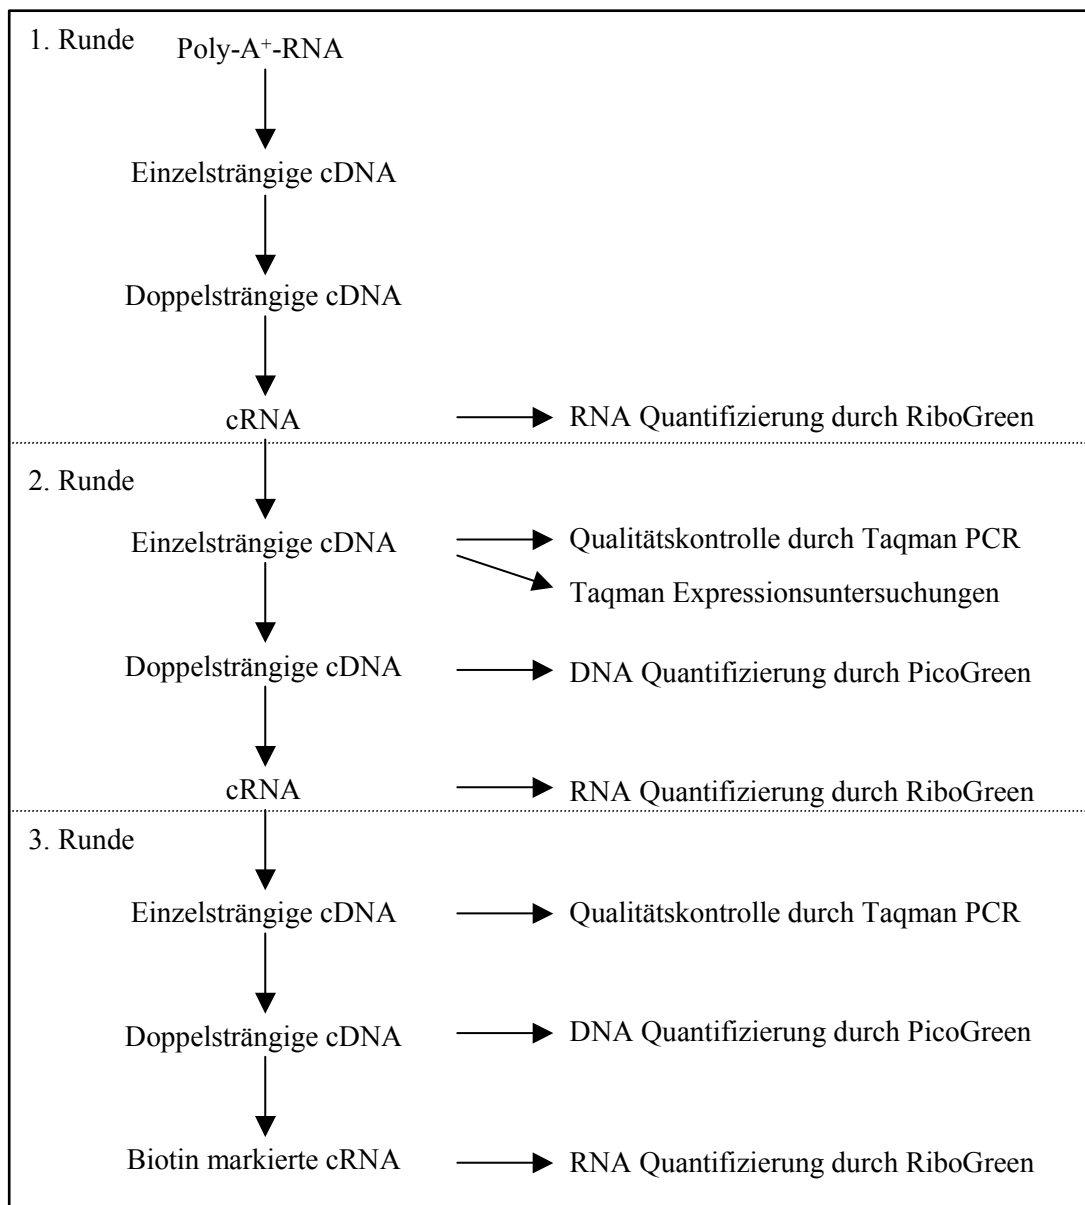 1. Runde
Poly-A⁺-RNA
Einzelsträngige cDNA
Doppelsträngige cDNA
cRNA
RNA Quantifizierung durch RiboGreen
2. Runde
Einzelsträngige cDNA
Qualitätskontrolle durch Taqman PCR
Taqman Expressionsuntersuchungen
Doppelsträngige cDNA
DNA Quantifizierung durch PicoGreen
cRNA
RNA Quantifizierung durch RiboGreen
3. Runde
Einzelsträngige cDNA
Qualitätskontrolle durch Taqman PCR
Doppelsträngige cDNA
DNA Quantifizierung durch PicoGreen
Biotin markierte cRNA
RNA Quantifizierung durch RiboGreen